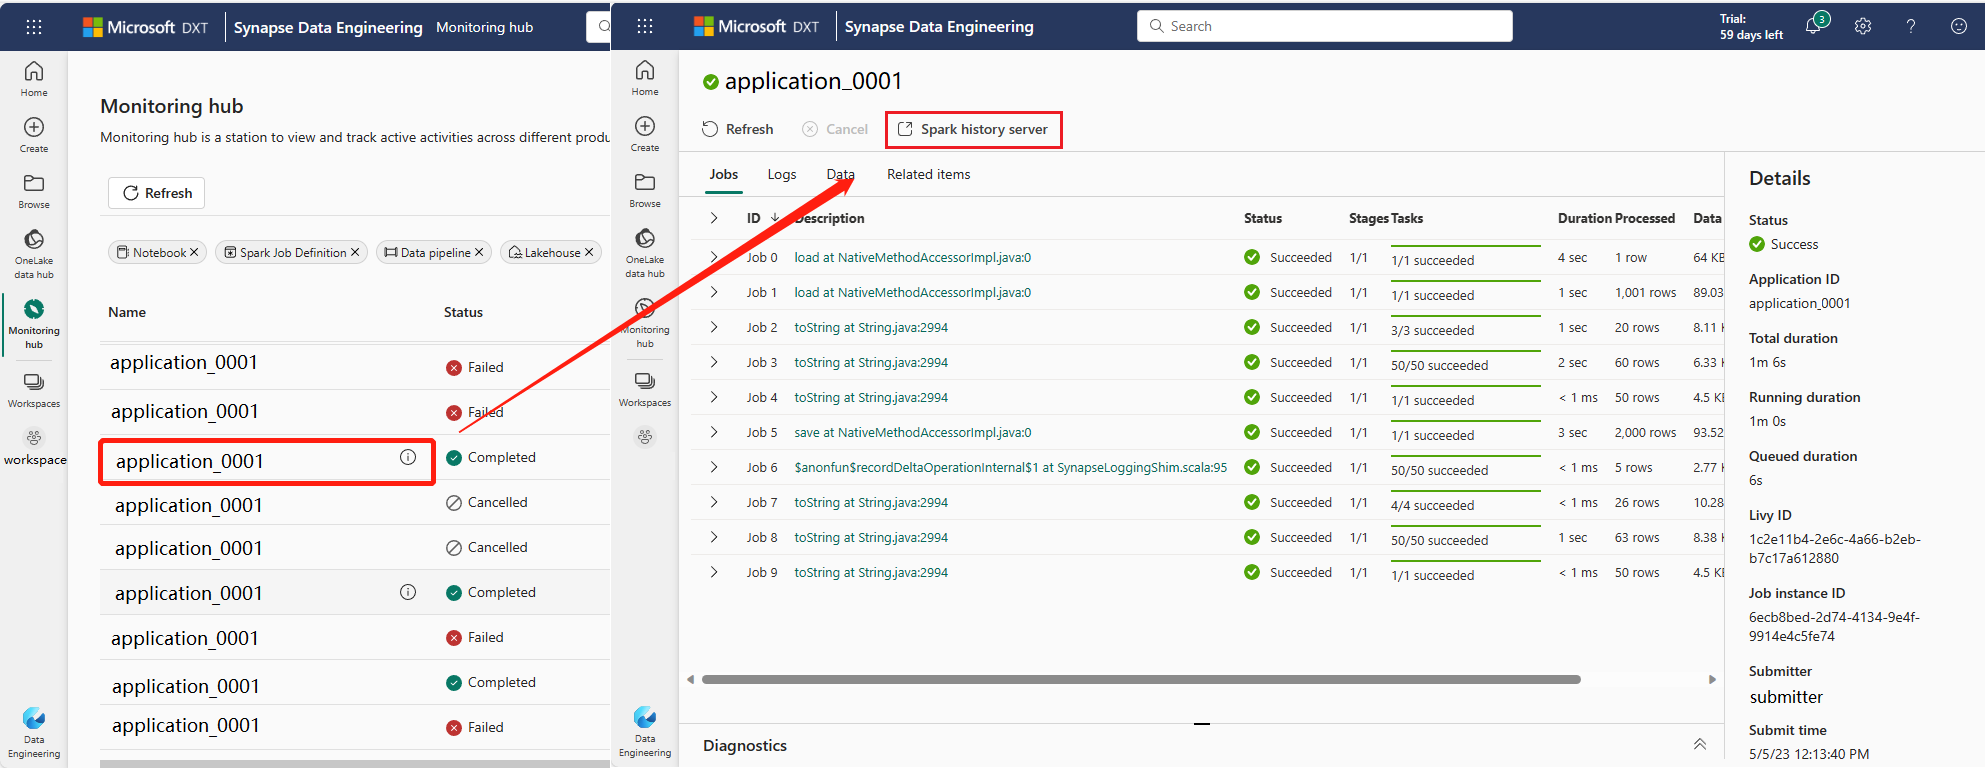 Microsoft DXT
Synapse Data Engineering
Monitoring hub
Home
Create
Browse
OneLake
data hub
Monitoring
hub
Workspaces
workspace
Data
Engineering
Monitoring hub
Monitoring hub is a station to view and track active activities across different produ
Refresh
Notebook
Spark Job Definition
Data pipeline
Lakehouse
Name Status
application_0001 Failed
application_0001 Failed
application_0001 Completed
application_0001 Cancelled
application_0001 Cancelled
application_0001 Completed
application_0001 Failed
application_0001 Completed
application_0001 Failed
Microsoft DXT
Synapse Data Engineering
Search
Trial:
59 days left
3
Home
Create
Browse
OneLake
data hub
Monitoring
hub
Workspaces
Data
Engineering
application_0001
Refresh
Cancel
Spark history server
Jobs Logs Data Related items
ID Description Status Stages Tasks Duration Processed Data
Job 0 load at NativeMethodAccessorImpl.java:0 Succeeded 1/1 1/1 succeeded 4 sec 1 row 64 KB
Job 1 load at NativeMethodAccessorImpl.java:0 Succeeded 1/1 1/1 succeeded 1 sec 1,001 rows 89.03
Job 2 toString at String.java:2994 Succeeded 1/1 3/3 succeeded 1 sec 20 rows 8.11 K
Job 3 toString at String.java:2994 Succeeded 1/1 50/50 succeeded 2 sec 60 rows 6.33 K
Job 4 toString at String.java:2994 Succeeded 1/1 1/1 succeeded < 1 ms 50 rows 4.5 KB
Job 5 save at NativeMethodAccessorImpl.java:0 Succeeded 1/1 1/1 succeeded 3 sec 2,000 rows 93.52
Job 6 $anonfun$recordDeltaOperationInternal$1 at SynapseLoggingShim.scala:95 Succeeded 1/1 50/50 succeeded < 1 ms 5 rows 2.77 K
Job 7 toString at String.java:2994 Succeeded 1/1 4/4 succeeded < 1 ms 26 rows 10.28
Job 8 toString at String.java:2994 Succeeded 1/1 50/50 succeeded 1 sec 63 rows 8.38 K
Job 9 toString at String.java:2994 Succeeded 1/1 1/1 succeeded < 1 ms 50 rows 4.5 KB
Diagnostics
Details
Status
Success
Application ID
application_0001
Total duration
1m 6s
Running duration
1m 0s
Queued duration
6s
Livy ID
1c2e11b4-2e6c-4a66-b2eb-
b7c17a612880
Job instance ID
6ecb8bed-2d74-4134-9e4f-
9914e4c5fe74
Submitter
submitter
Submit time
5/5/23 12:13:40 PM